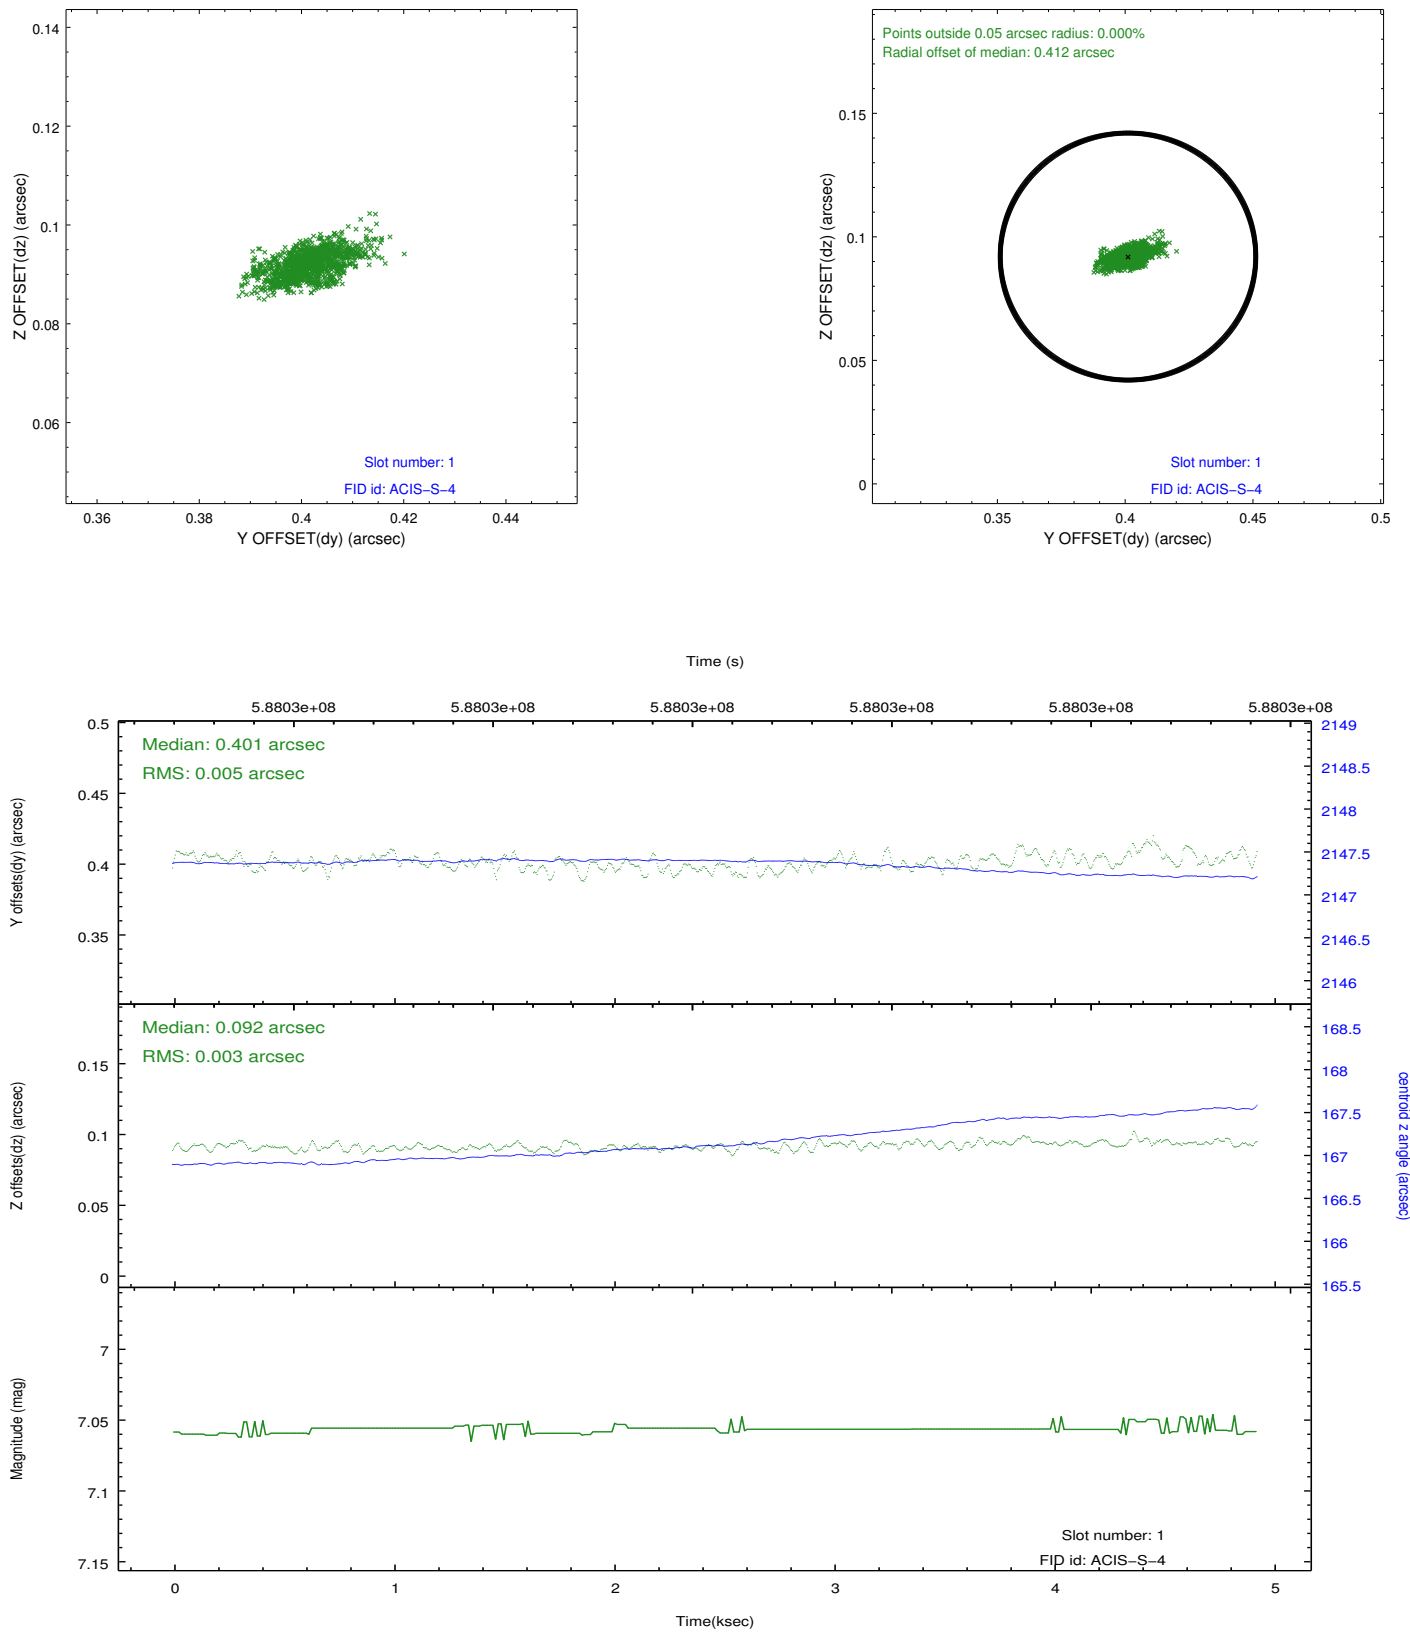 0.14
0.12
0.1
0.08
0.06
Z OFFSET(dz) (arcsec)
Slot number: 1
FID id: ACIS−S−4
0.36 0.38 0.4 0.42 0.44
Y OFFSET(dy) (arcsec)
Points outside 0.05 arcsec radius: 0.000%
Radial offset of median: 0.412 arcsec
0.15
0.1
0.05
0
Z OFFSET(dz) (arcsec)
Slot number: 1
FID id: ACIS−S−4
0.35 0.4 0.45 0.5
Y OFFSET(dy) (arcsec)
Time (s)
5.8803e+08 5.8803e+08 5.8803e+08 5.8803e+08 5.8803e+08 5.8803e+08
Median: 0.401 arcsec
RMS: 0.005 arcsec
0.5
0.45
0.4
0.35
Y offsets(dy) (arcsec)
2149
2148.5
2148
2147.5
2147
2146.5
2146
Median: 0.092 arcsec
RMS: 0.003 arcsec
0.15
0.1
0.05
0
Z offsets(dz) (arcsec)
168.5
168
167.5
167
166.5
166
165.5
centroid z angle (arcsec)
7
7.05
7.1
7.15
Magnitude (mag)
Slot number: 1
FID id: ACIS−S−4
0 1 2 3 4 5
Time(ksec)